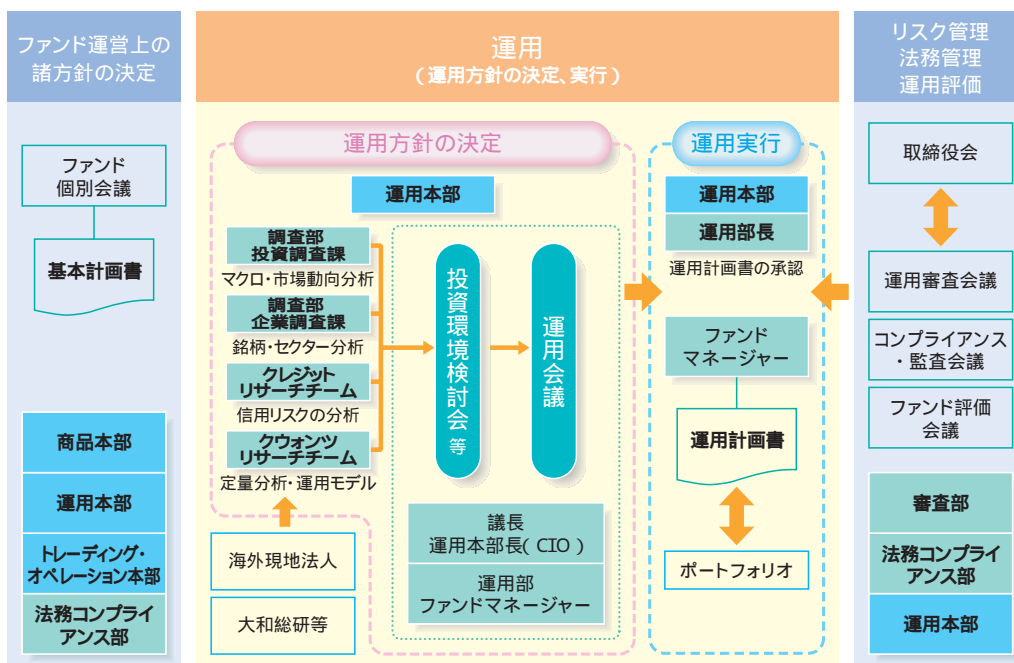 ファンド運営上の
諸方針の決定
ファンド
個別会議
基本計画書
商品本部
運用本部
トレーディング・
オペレーション本部
法務コンプライ
アンス部
運用
(運用方針の決定、実行)
運用方針の決定
運用本部
調査部
投資調査課
マクロ・市場動向分析
調査部
企業調査課
銘柄・セクター分析
クレジット
リサーチチーム
信用リスクの分析
クウォンツ
リサーチチーム
定量分析・運用モデル
海外現地法人
大和総研等
投資環境検討会等
運用会議
議長
運用本部長(CIO)
運用部
ファンドマネージャー
運用実行
運用本部
運用部長
運用計画書の承認
ファンド
マネージャー
運用計画書
ポートフォリオ
リスク管理
法務管理
運用評価
取締役会
運用審査会議
コンプライアンス
・監査会議
ファンド評価
会議
審査部
法務コンプライ
アンス部
運用本部